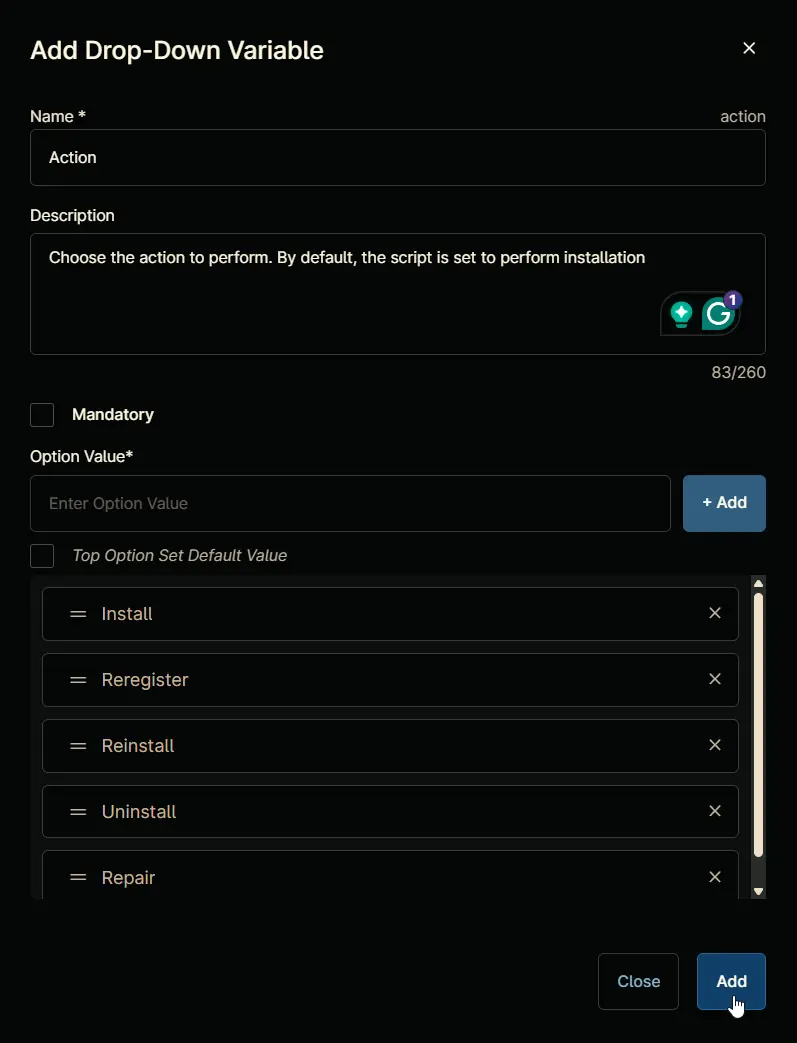 Add Drop-Down Variable
Name * action
Action
Description
Choose the action to perform. By default, the script is set to perform installation
1
83/260
Mandatory
Option Value*
Enter Option Value + Add
Top Option Set Default Value
Install
Reregister
Reinstall
Uninstall
Repair
Close Add